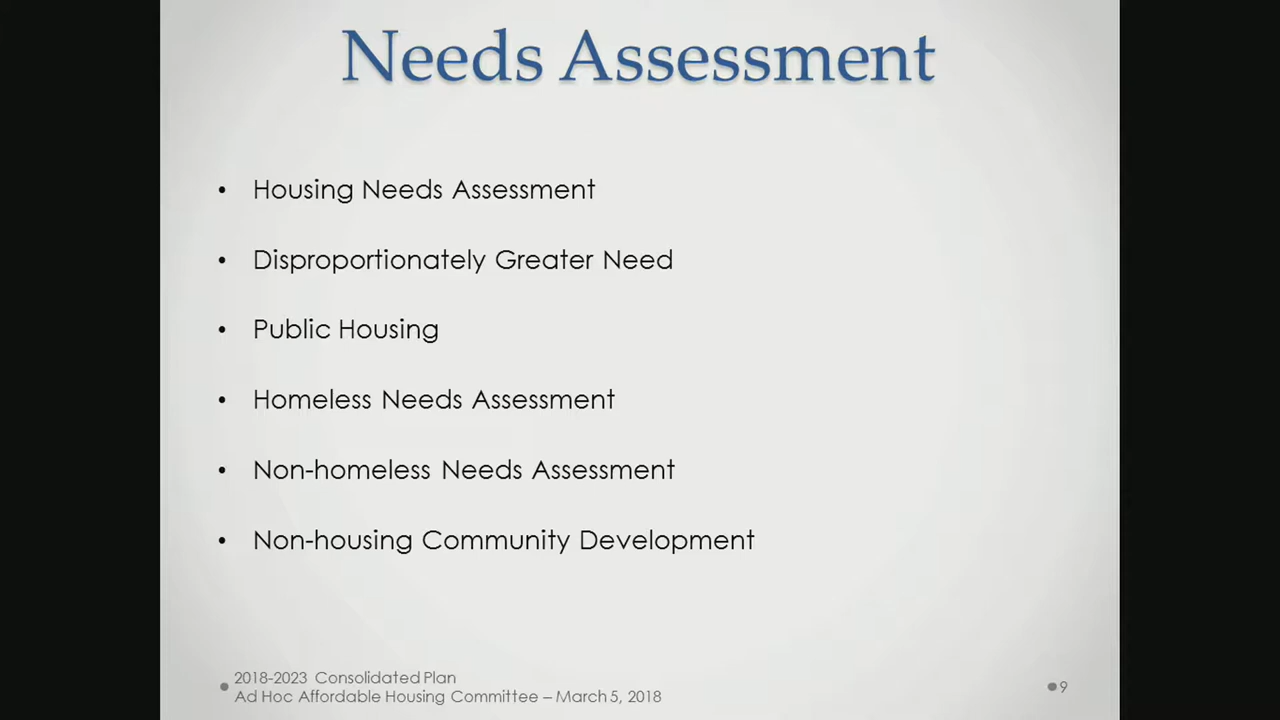 Needs Assessment
• Housing Needs Assessment
• Disproportionately Greater Need
• Public Housing
• Homeless Needs Assessment
• Non-homeless Needs Assessment
• Non-housing Community Development
2018-2023 Consolidated Plan
Ad Hoc Affordable Housing Committee – March 5, 2018
9